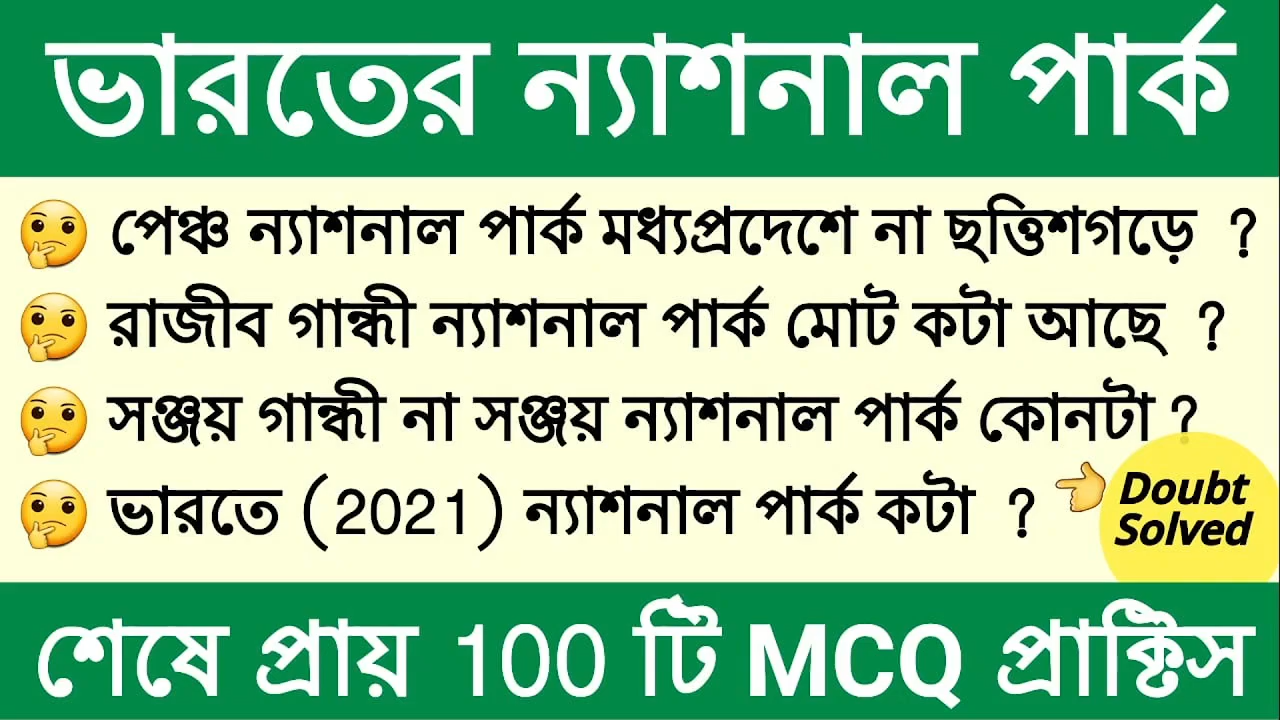 ভারতের ন্যাশনাল পার্ক
পেঞ্চ ন্যাশনাল পার্ক মধ্যপ্রদেশে না ছত্তিশগড়ে ?
রাজীব গান্ধী ন্যাশনাল পার্ক মোট কটা আছে ?
সঞ্জয় গান্ধী না সঞ্জয় ন্যাশনাল পার্ক কোনটা ?
ভারতে (2021) ন্যাশনাল পার্ক কটা ?
Doubt
Solved
শেষে প্রায় 100 টি MCQ প্রাক্টিস